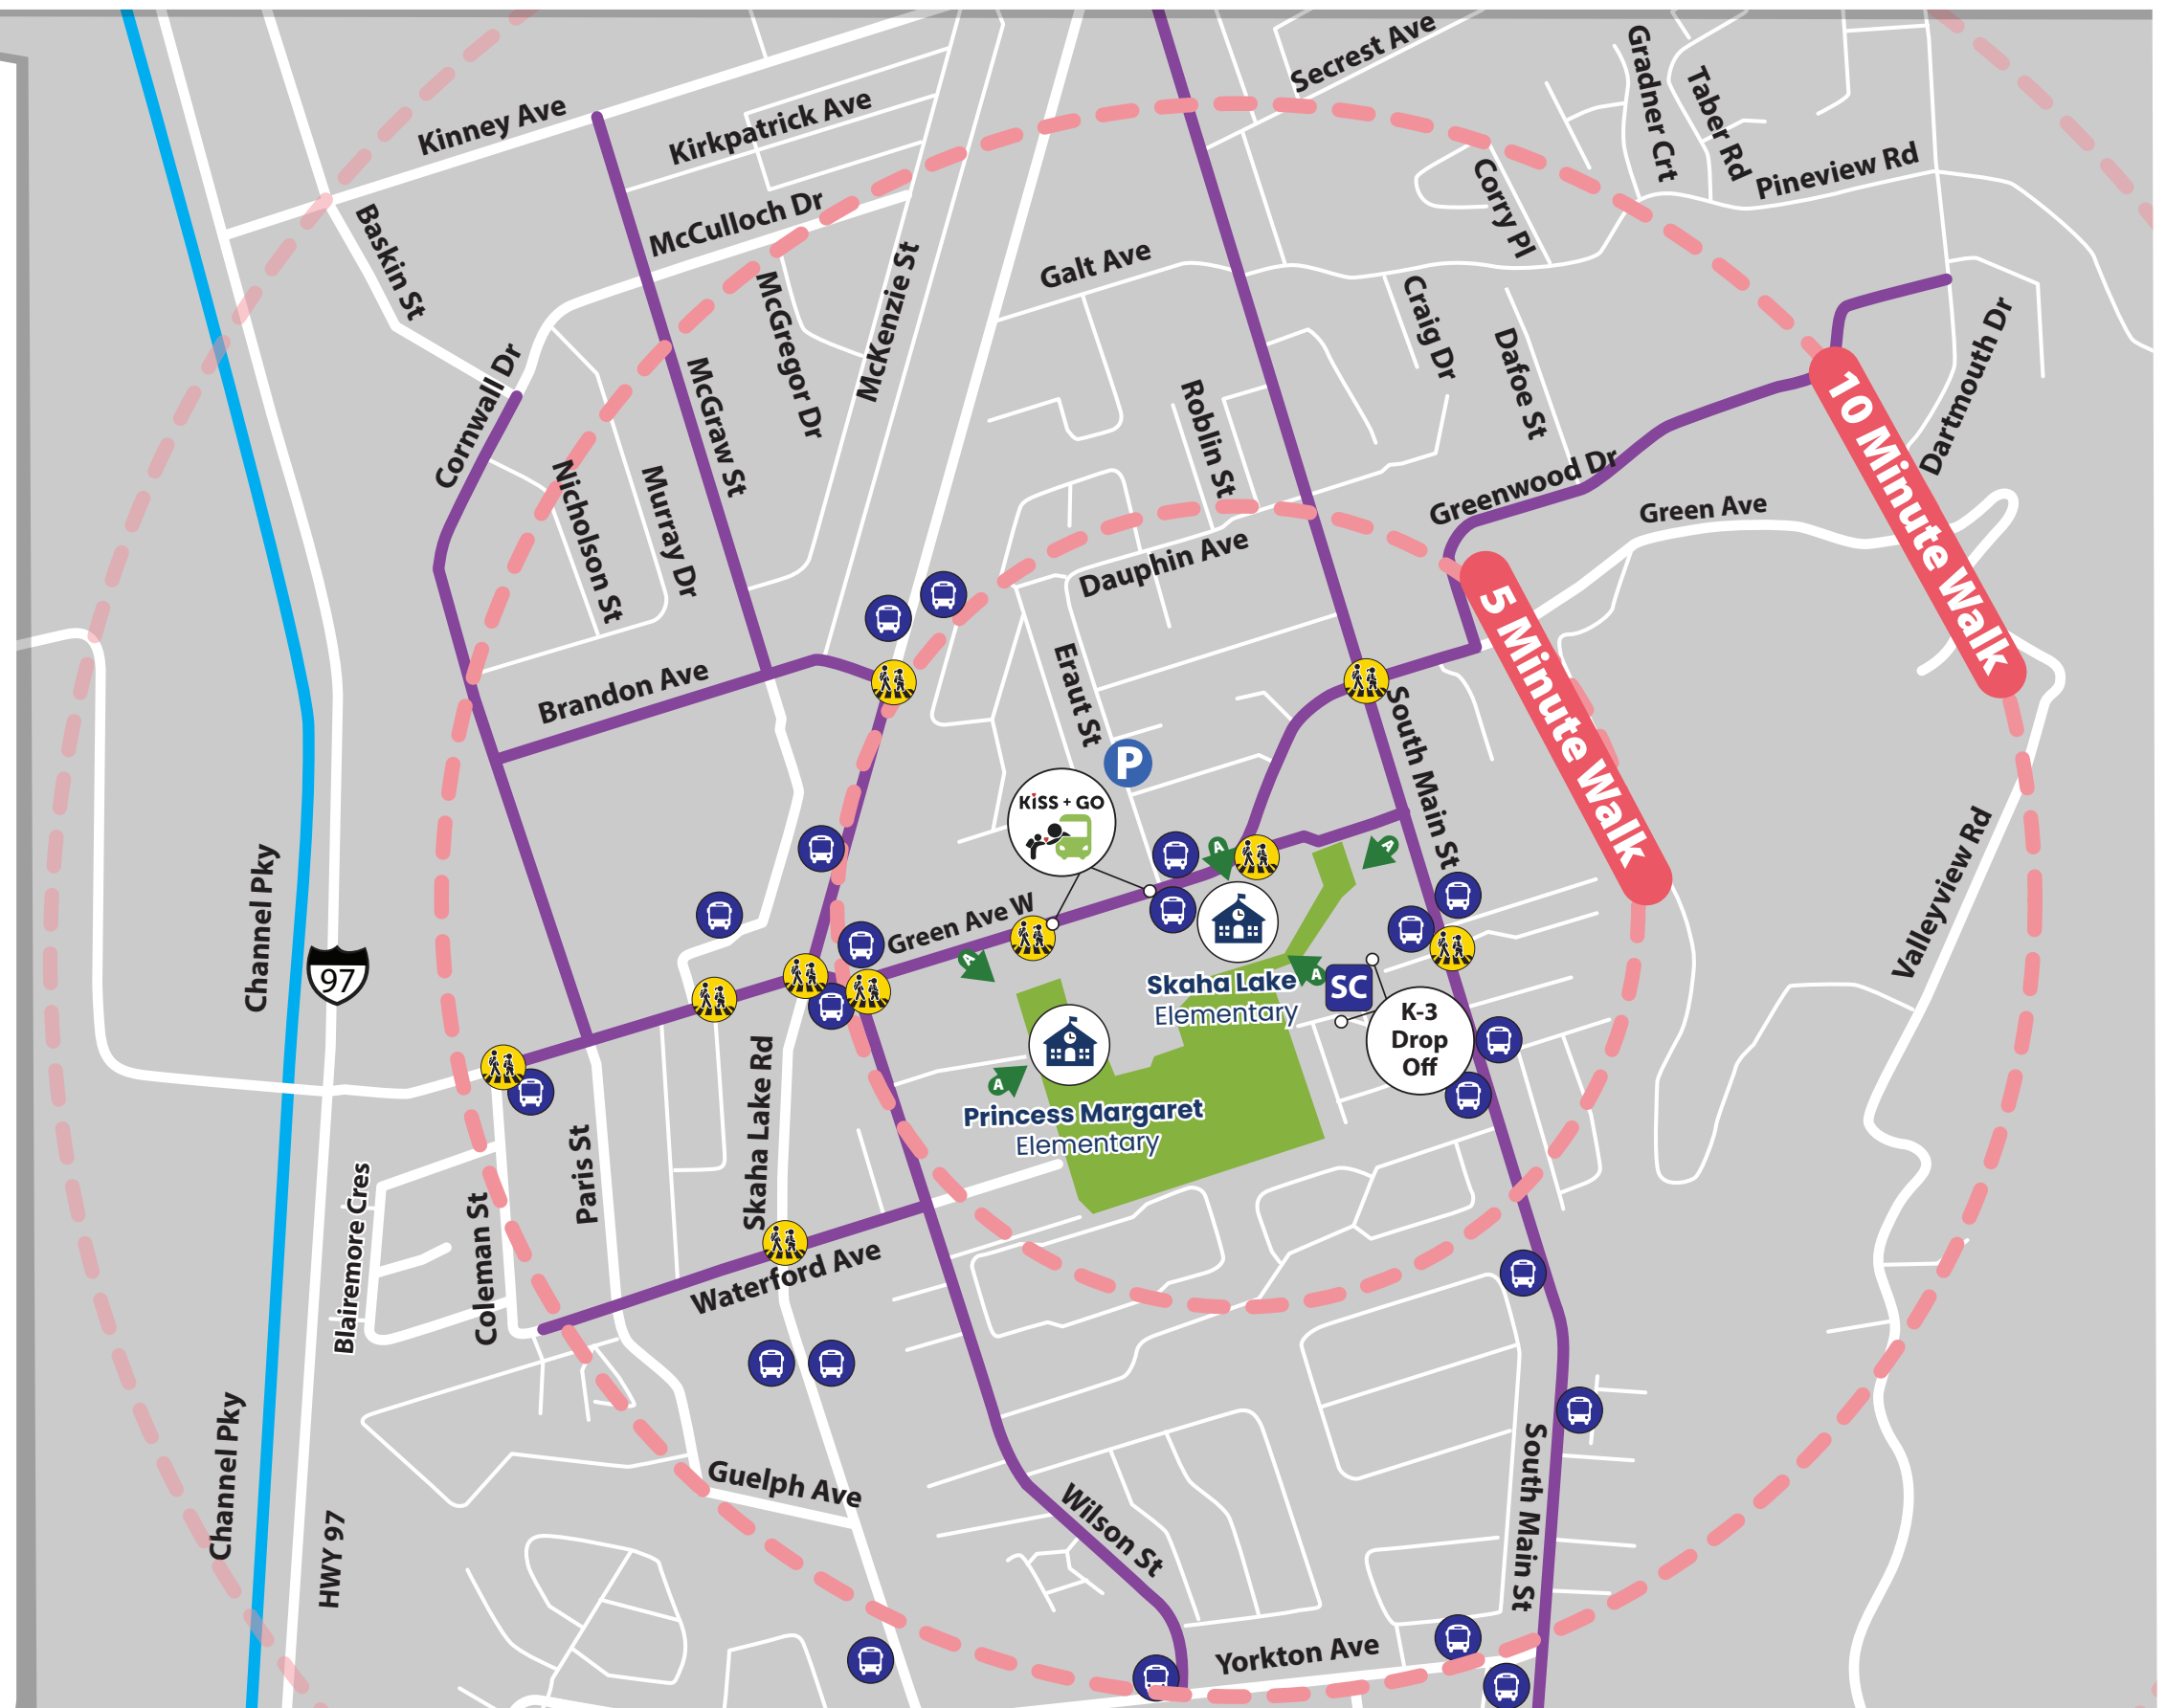 Secrest Ave
Gradner Crt
Taber Rd
Kinney Ave
Kirkpatrick Ave
Pineview Rd
Corry Pl
McCulloch Dr
Baskin St
Galt Ave
McKenzie St
McGregor Dr
Craig Dr
Dafoe St
Dartmouth Dr
Cornwall Dr
McGraw St
Roblin St
10 Minute Walk
Nicholson St
Murray Dr
Greenwood Dr
Green Ave
Dauphin Ave
5 Minute Walk
Eraut St
Brandon Ave
South Main St
P
KiSS + GO
Valleyview Rd
Channel Pky
97
A
A
Green Ave W
A
Skaha Lake
Elementary
A
SC
K-3
Drop
Off
Skaha Lake Rd
A
Princess Margaret
Elementary
Paris St
Blairemore Cres
Coleman St
Waterford Ave
Channel Pky
HWY 97
Guelph Ave
Wilson St
South Main St
Yorkton Ave